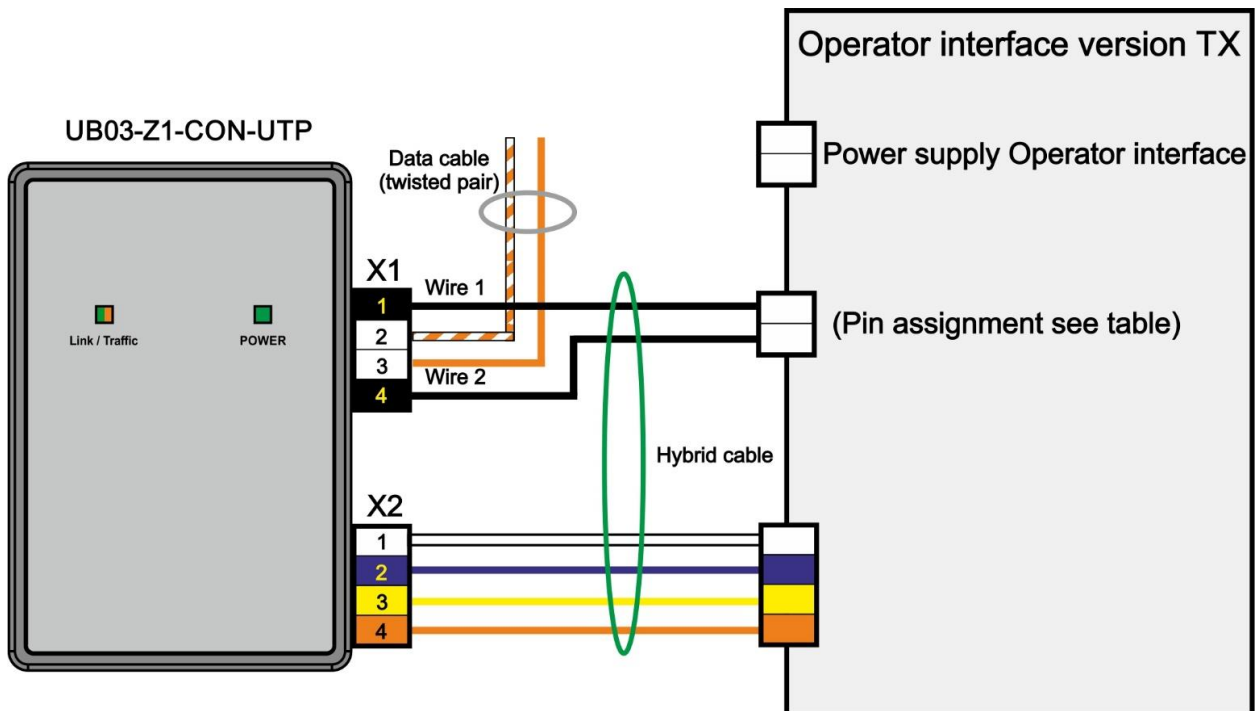 Operator interface version TX
UB03-Z1-CON-UTP
Data cable
(twisted pair)
Power supply Operator interface
X1
Wire 1
1
2
3
4
Wire 2
(Pin assignment see table)
Link / Traffic
POWER
Hybrid cable
X2
1
2
3
4